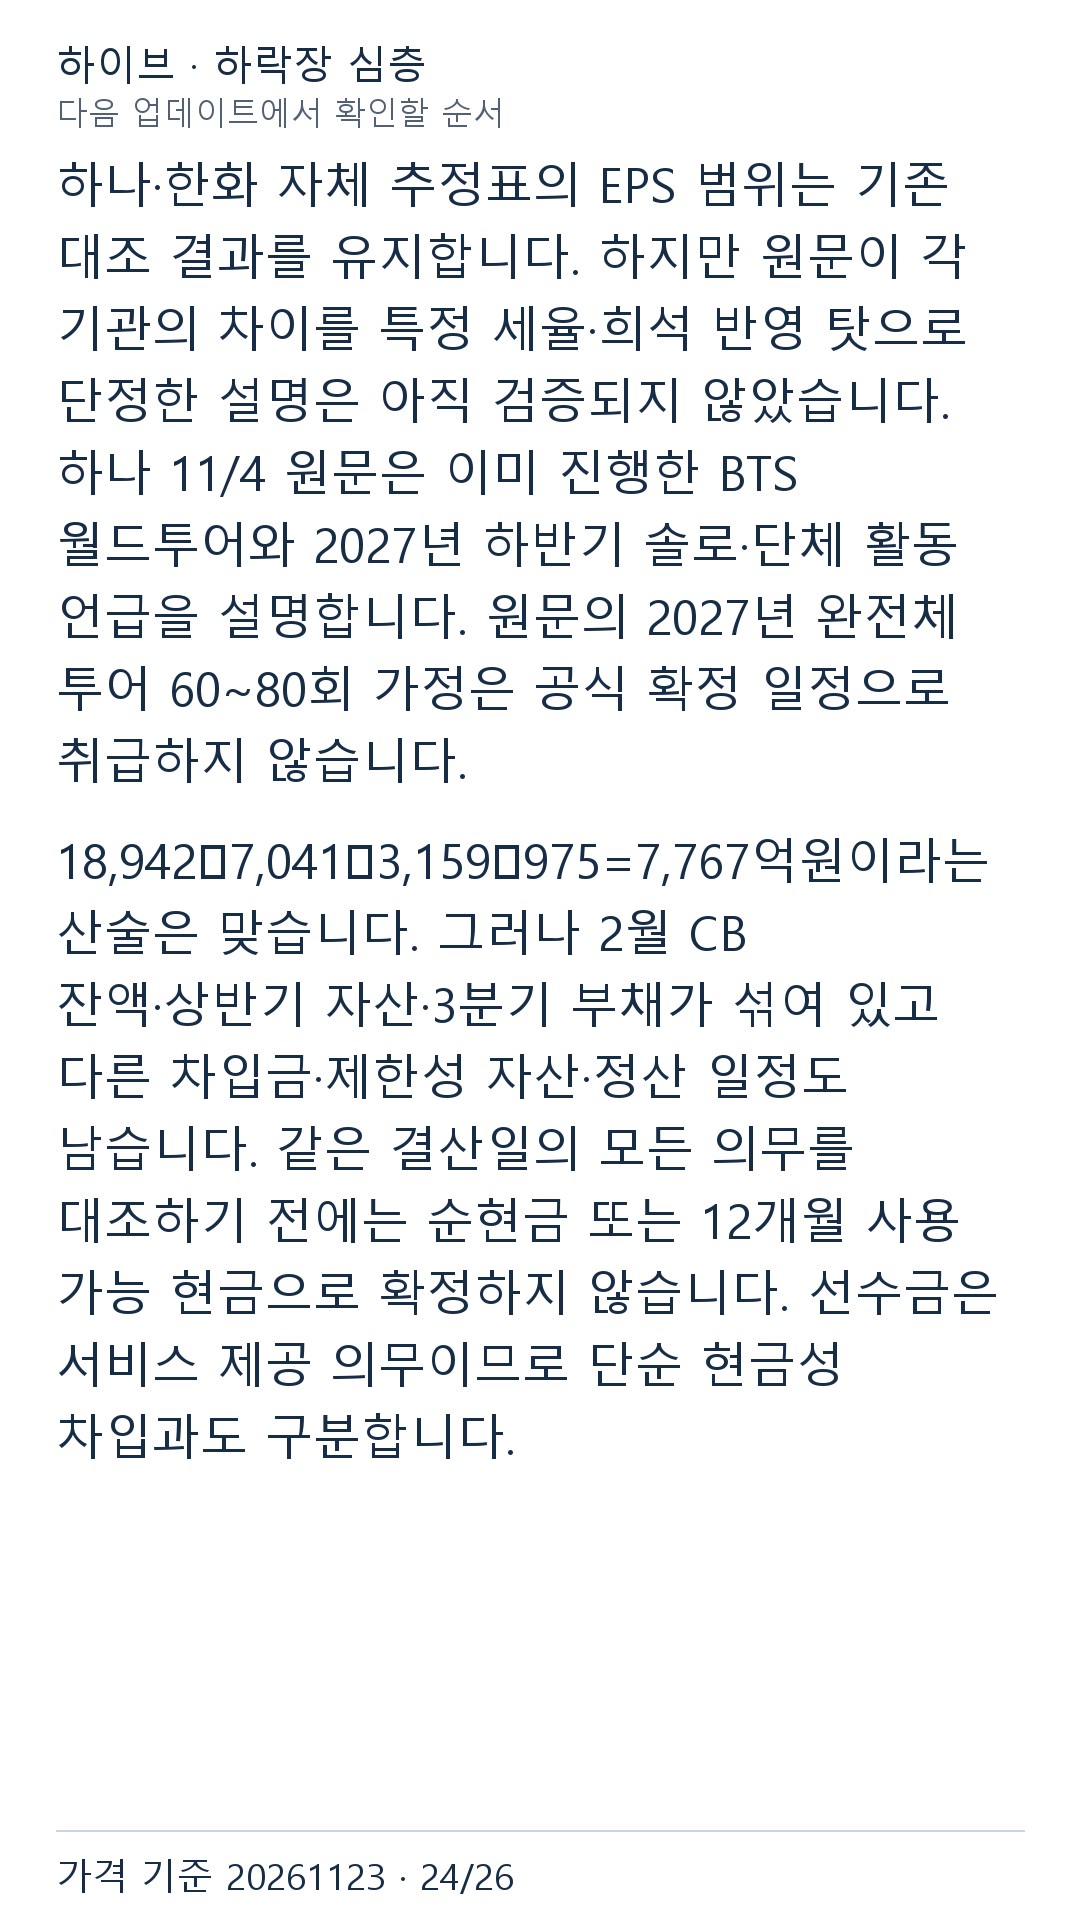 하이브 · 하락장 심층
다음 업데이트에서 확인할 순서
하나·한화 자체 추정표의 EPS 범위는 기존
대조 결과를 유지합니다. 하지만 원문이 각
기관의 차이를 특정 세율·희석 반영 탓으로
단정한 설명은 아직 검증되지 않았습니다.
하나 11/4 원문은 이미 진행한 BTS
월드투어와 2027년 하반기 솔로·단체 활동
언급을 설명합니다. 원문의 2027년 완전체
투어 60~80회 가정은 공식 확정 일정으로
취급하지 않습니다.
18,942□7,041□3,159□975=7,767억원이라는
산술은 맞습니다. 그러나 2월 CB
잔액·상반기 자산·3분기 부채가 섞여 있고
다른 차입금·제한성 자산·정산 일정도
남습니다. 같은 결산일의 모든 의무를
대조하기 전에는 순현금 또는 12개월 사용
가능 현금으로 확정하지 않습니다. 선수금은
서비스 제공 의무이므로 단순 현금성
차입과도 구분합니다.
가격 기준 20261123 · 24/26